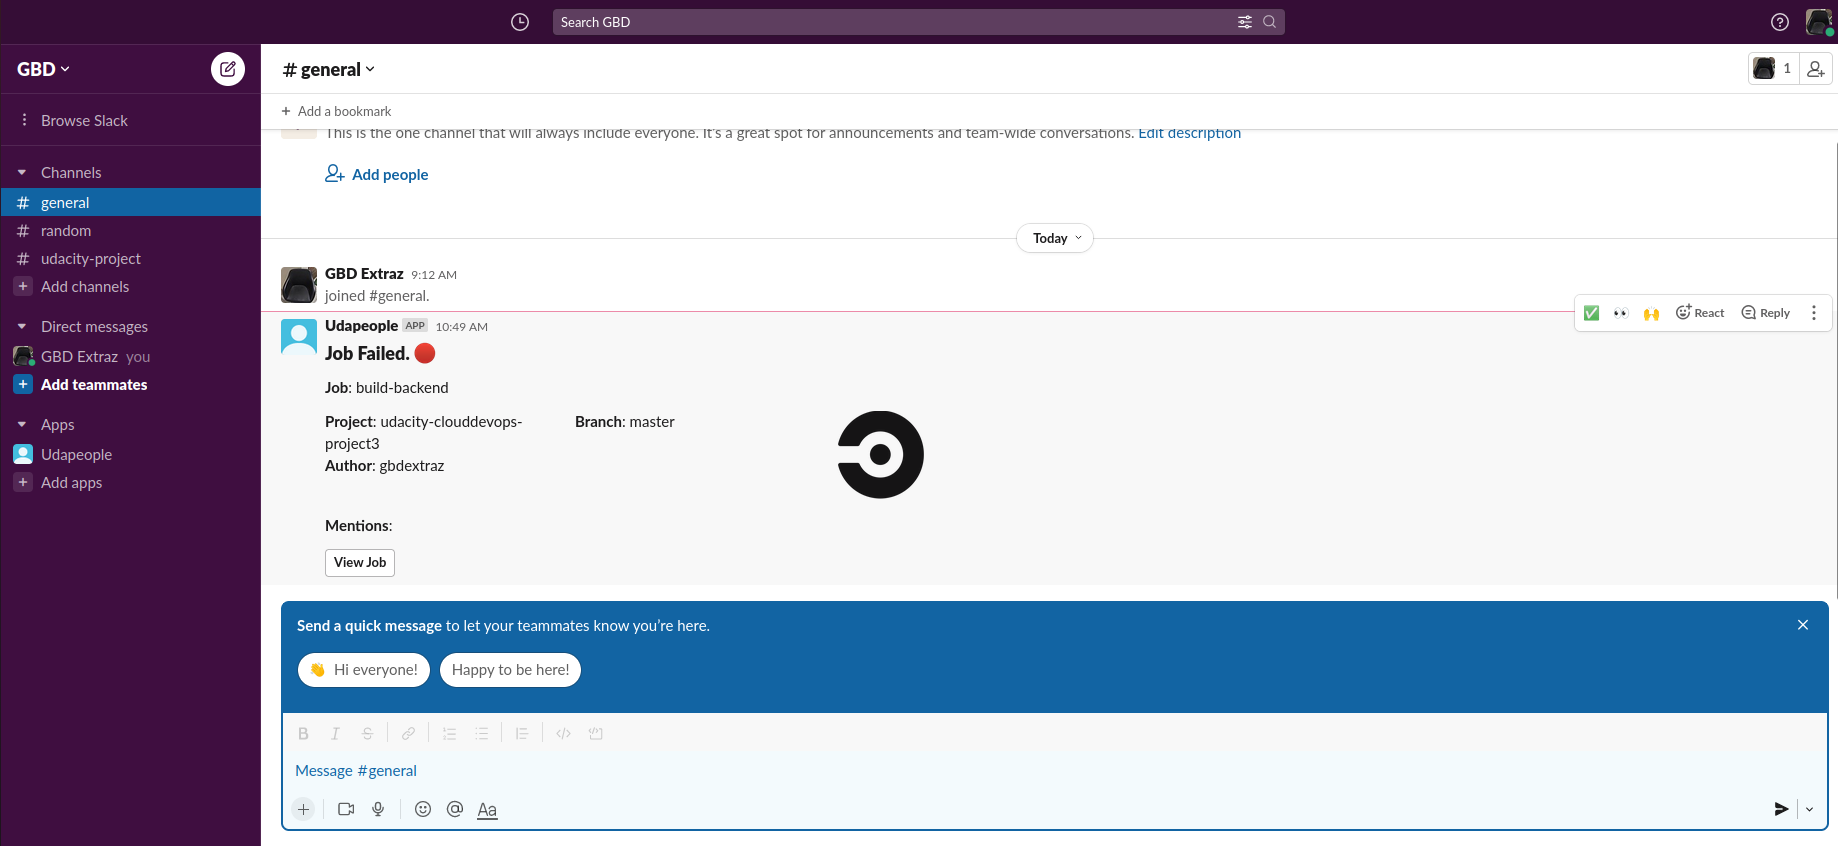 Search GBD
GBD
# general
1
+ Add a bookmark
Browse Slack
This is the one channel that will always include everyone. It's a great spot for announcements and team-wide conversations. Edit description
Add people
Channels
# general
# random
# udacity-project
+ Add channels
Direct messages
GBD Extraz you
+ Add teammates
Apps
Udapeople
+ Add apps
Today
GBD Extraz 9:12 AM
joined #general.
React Reply
Udapeople APP 10:49 AM
Job Failed. 🔴
Job: build-backend
Project: udacity-clouddevops-
project3
Branch: master
Author: gbdextraz
Mentions:
View Job
Send a quick message to let your teammates know you're here.
👋 Hi everyone! Happy to be here!
Message #general
Aa